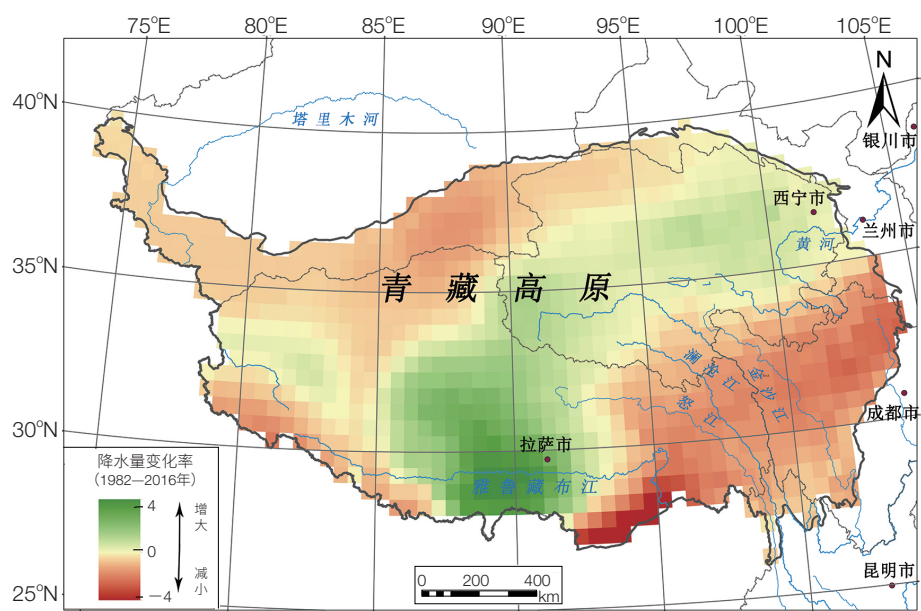 75°E 80°E 85°E 90°E 95°E 100°E 105°E
N
40°N
塔里木河
银川市
西宁市
兰州市
黄河
35°N
青藏高原
澜沧江
金沙江
怒江
成都市
30°N
拉萨市
雅鲁藏布江
降水量变化率
(1982—2016年)
4
增大
0
减小
—4
0 200 400
km
昆明市
25°N